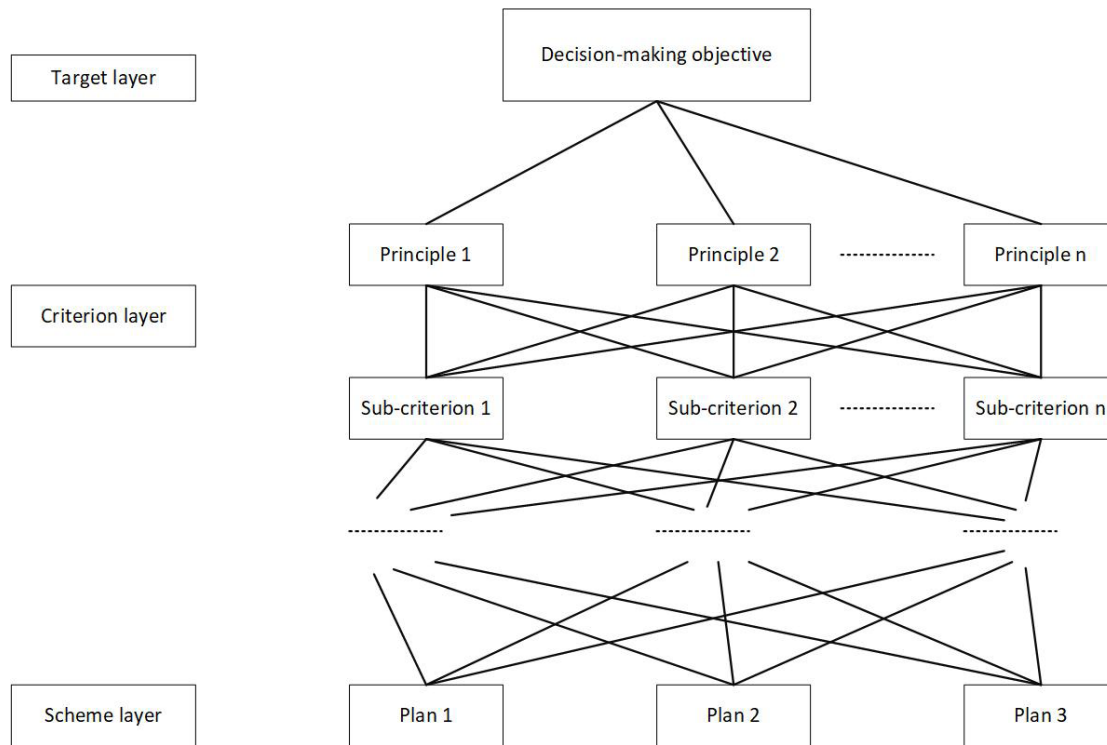 Decision-making objective
Target layer
Principle 1
Principle 2
Principle n
Criterion layer
Sub-criterion 1
Sub-criterion 2
Sub-criterion n
Scheme layer
Plan 1
Plan 2
Plan 3